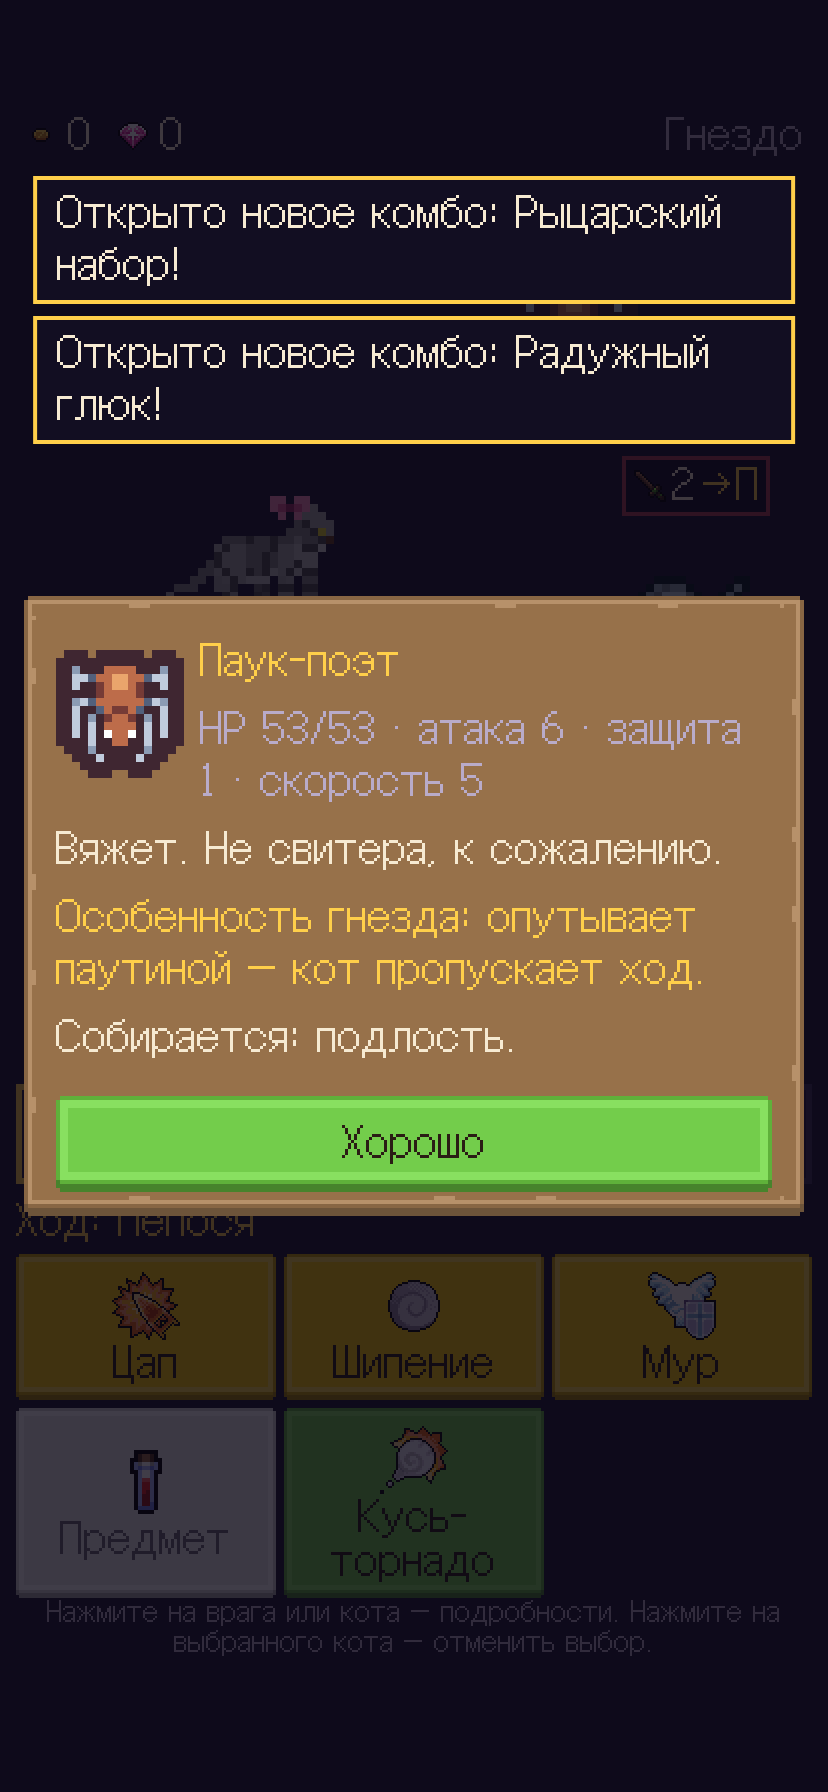 0 0 Гнездо
Открыто новое комбо: Рыцарский
набор!
Открыто новое комбо: Радужный
глюк!
2→П
Паук-поэт
HP 53/53 · атака 6 · защита
1 · скорость 5
Вяжет. Не свитера, к сожалению.
Особенность гнезда: опутывает
паутиной — кот пропускает ход.
Собирается: подлость.
Хорошо
Ход: Пепося
Цап Шипение Мур
Предмет Кусь-
торнадо
Нажмите на врага или кота — подробности. Нажмите на
выбранного кота — отменить выбор.